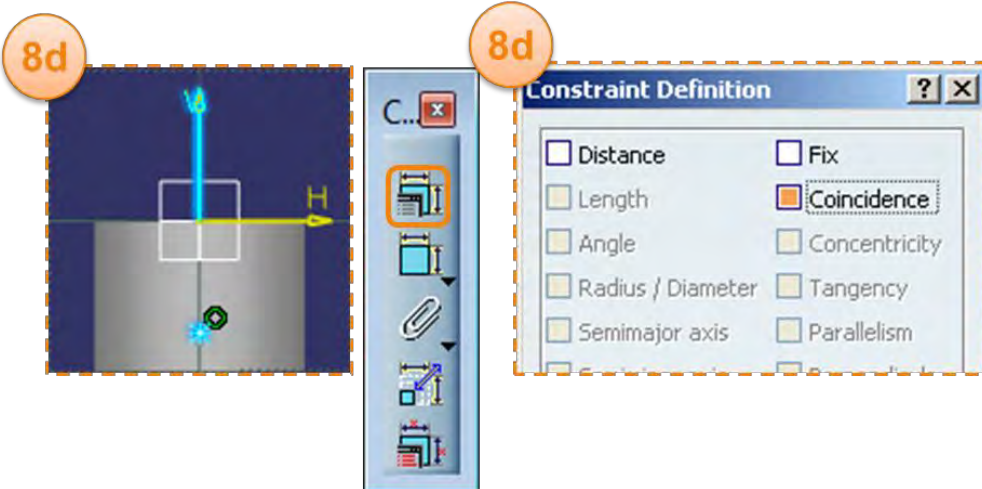 8d
V
H
C...
8d
Constraint Definition
Distance
Fix
Length
Coincidence
Angle
Concentricity
Radius / Diameter
Tangency
Semimajor axis
Parallelism